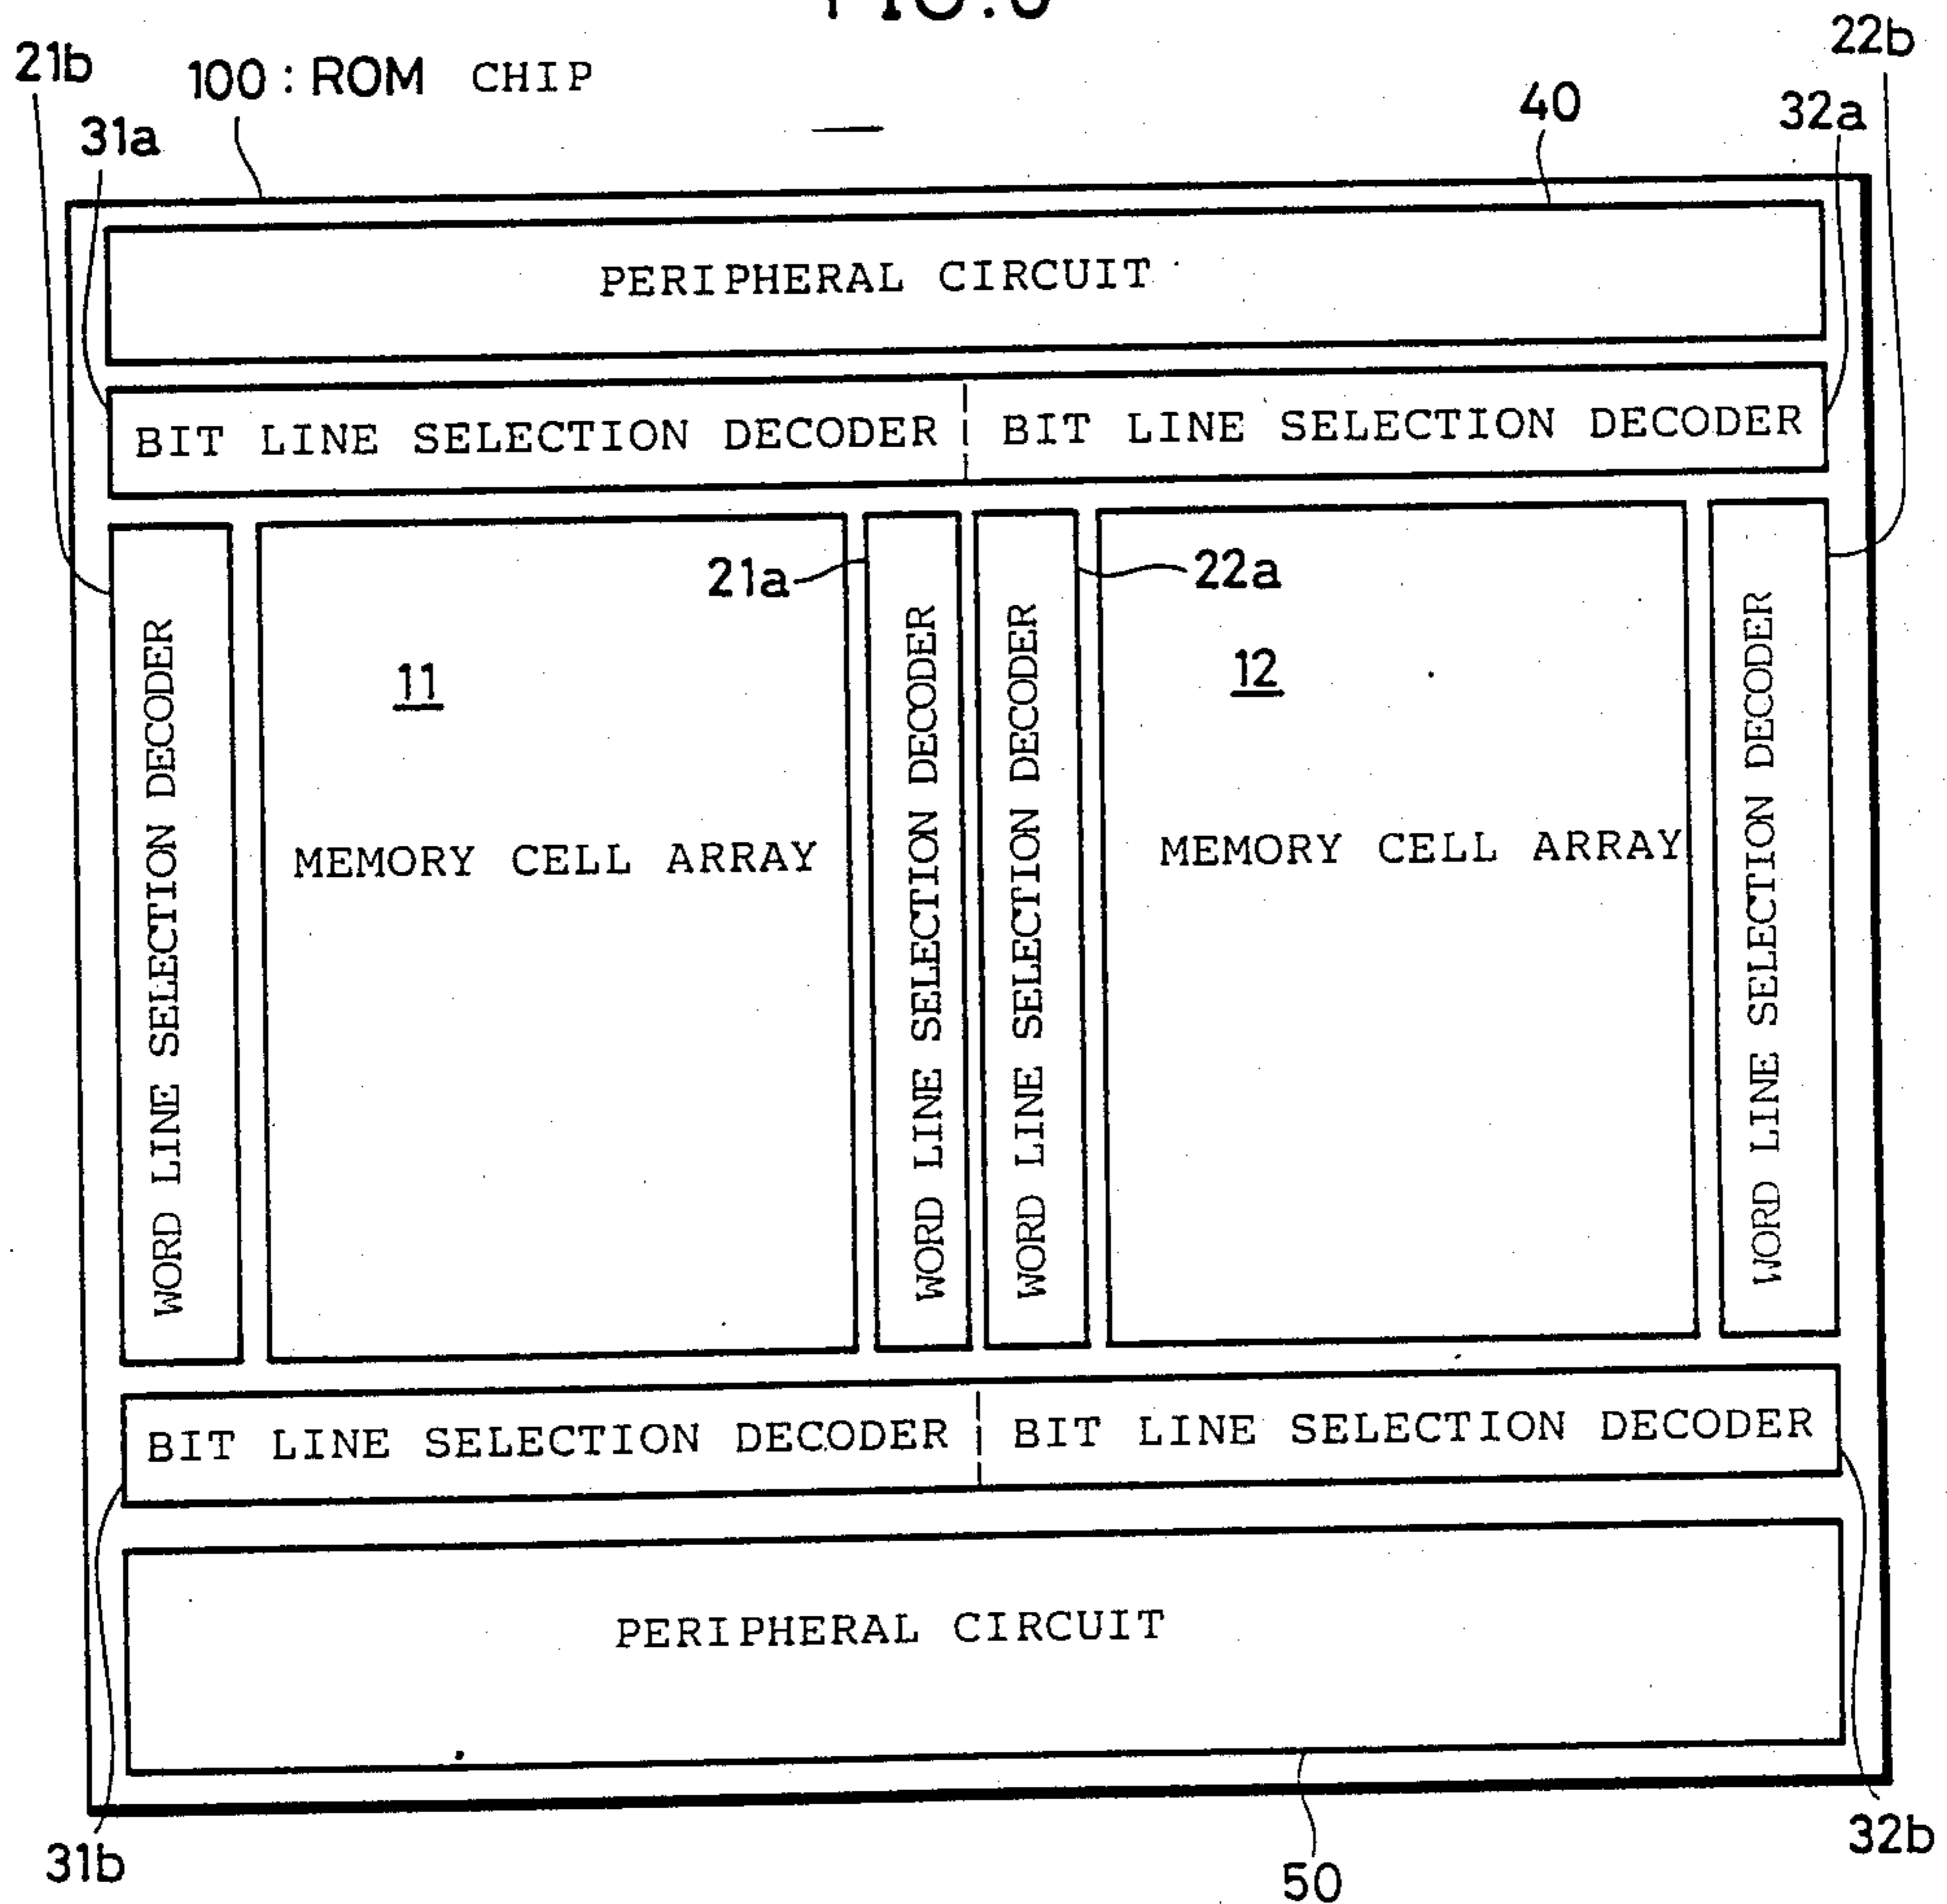 22b
21b
100 : ROM CHIP
40
32a
31a
PERIPHERAL CIRCUIT
BIT LINE SELECTION DECODER
BIT LINE SELECTION DECODER
21a
22a
11
12
WORD LINE SELECTION DECODER
MEMORY CELL ARRAY
WORD LINE SELECTION DECODER
WORD LINE SELECTION DECODER
MEMORY CELL ARRAY
WORD LINE SELECTION DECODER
BIT LINE SELECTION DECODER
BIT LINE SELECTION DECODER
PERIPHERAL CIRCUIT
31b
50
32b